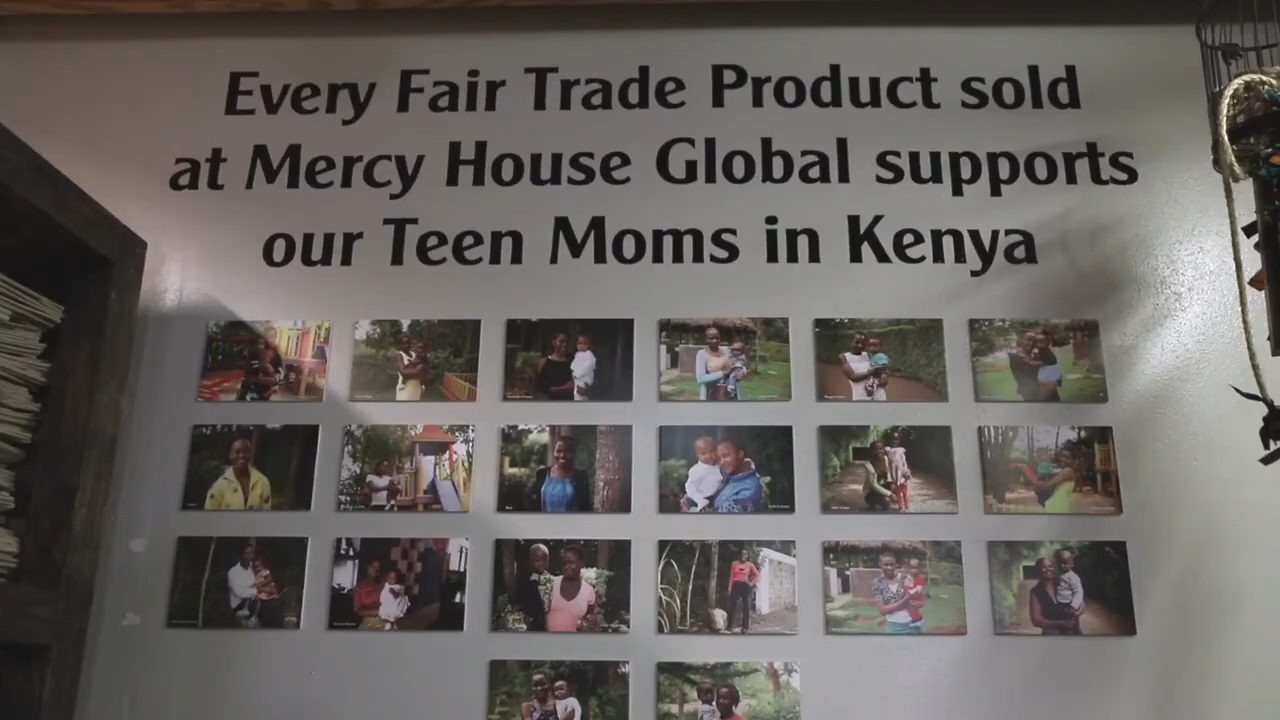 Every Fair Trade Product sold
at Mercy House Global supports
our Teen Moms in Kenya